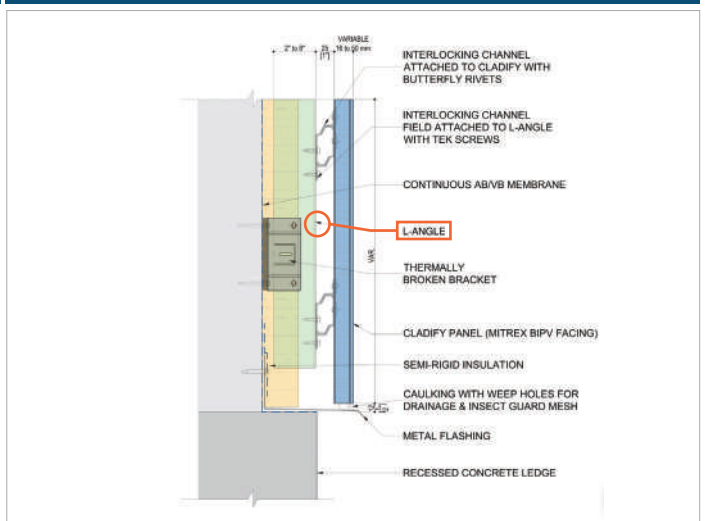 VARIABLE
2" to 8" 25 16 to 50 mm
(1")
INTERLOCKING CHANNEL
ATTACHED TO CLADIFY WITH
BUTTERFLY RIVETS
INTERLOCKING CHANNEL
FIELD ATTACHED TO L-ANGLE
WITH TEK SCREWS
CONTINUOUS AB/VB MEMBRANE
L-ANGLE
VAR.
THERMALLY
BROKEN BRACKET
CLADIFY PANEL (MITREX BIPV FACING)
SEMI-RIGID INSULATION
CAULKING WITH WEEP HOLES FOR
DRAINAGE & INSECT GUARD MESH
METAL FLASHING
RECESSED CONCRETE LEDGE